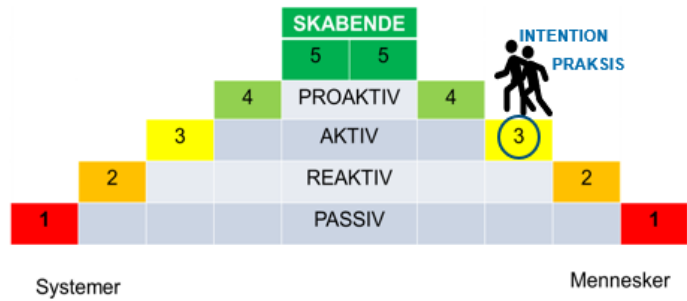 SKABENDE
INTENTION
5 5
PRAKSIS
4 PROAKTIV 4
3 AKTIV 3
2 REAKTIV 2
1 PASSIV 1
Systemer Mennesker